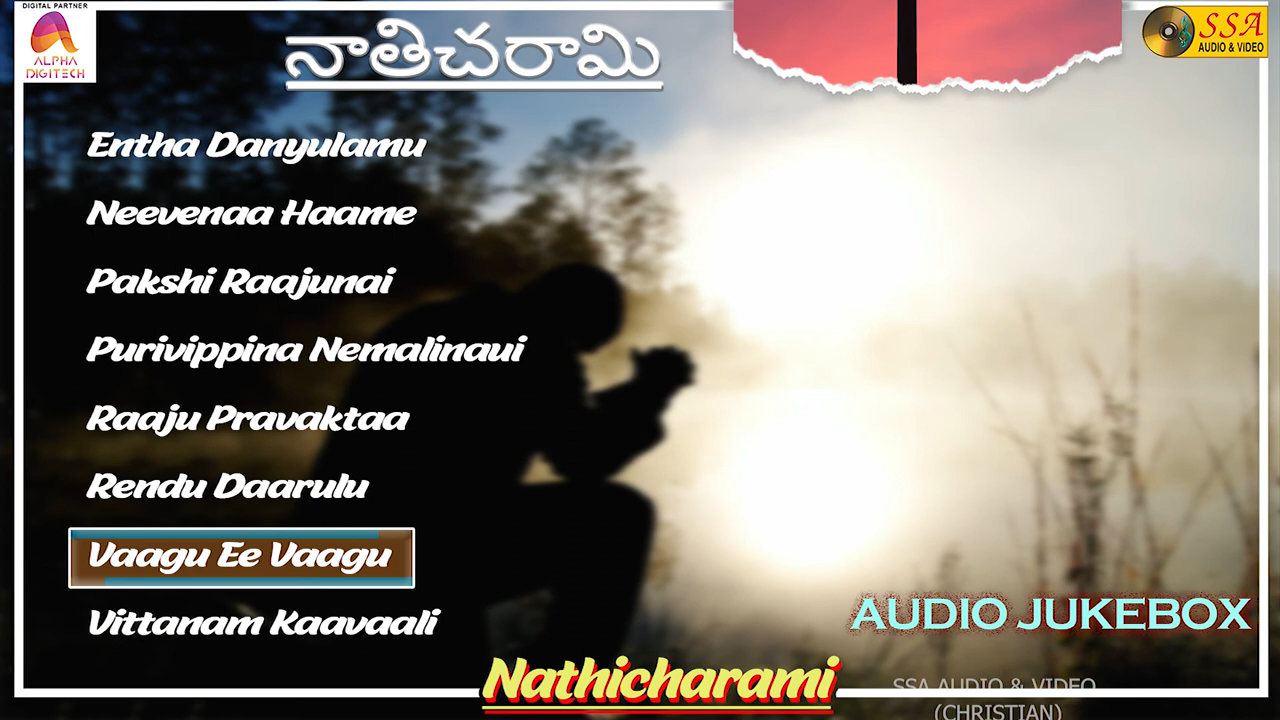 DIGITAL PARTNER
ALPHA
DIGITECH
నాతిచరామి
SSA
AUDIO & VIDEO
Entha Danyulamu
Neevenaa Haame
Pakshi Raajunai
Purivippina Nemalinaui
Raaju Pravaktaa
Rendu Daarulu
Vaagu Ee Vaagu
Vittanam Kaavaali
AUDIO JUKEBOX
Nathicharami
SSA AUDIO & VIDEO
(CHRISTIAN)